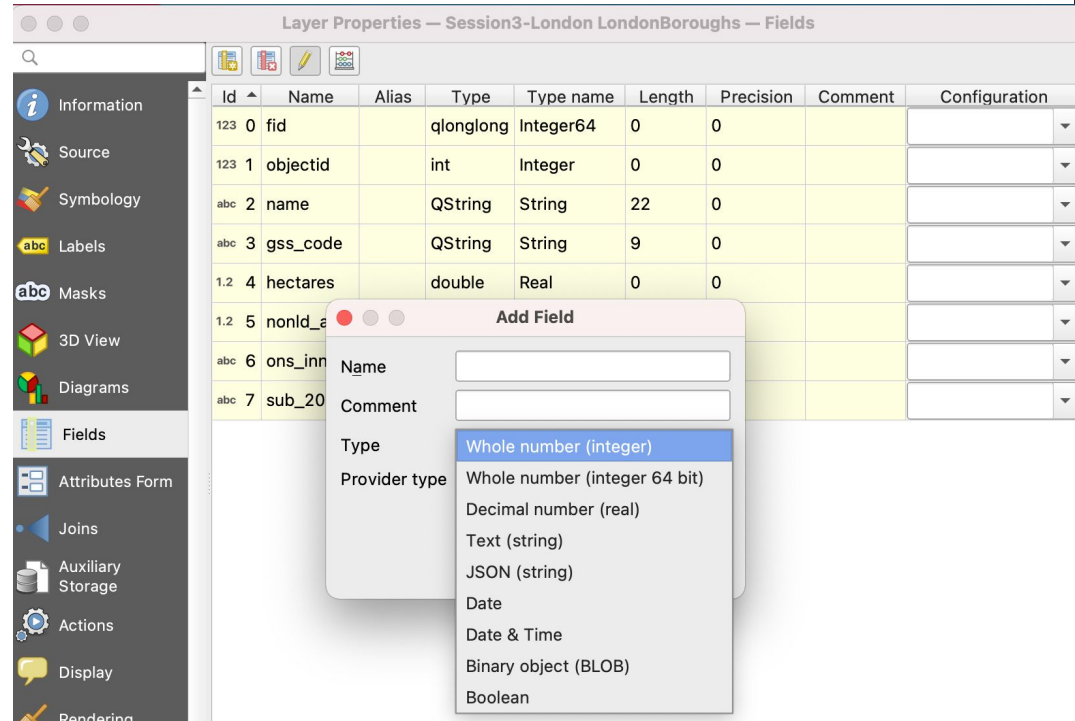 Layer Properties — Session3-London LondonBoroughs — Fields
Information
Source
Symbology
abc Labels
abc Masks
3D View
Diagrams
Fields
Attributes Form
Joins
Auxiliary
Storage
Actions
Display
Rendering
Id Name Alias Type Type name Length Precision Comment Configuration
123 0 fid qlonglong Integer64 0 0
123 1 objectid int Integer 0 0
abc 2 name QString String 22 0
abc 3 gss_code QString String 9 0
1.2 4 hectares double Real 0 0
1.2 5 nonld_a
abc 6 ons_inn
abc 7 sub_20
Add Field
Name
Comment
Type
Provider type
Whole number (integer)
Whole number (integer 64 bit)
Decimal number (real)
Text (string)
JSON (string)
Date
Date & Time
Binary object (BLOB)
Boolean